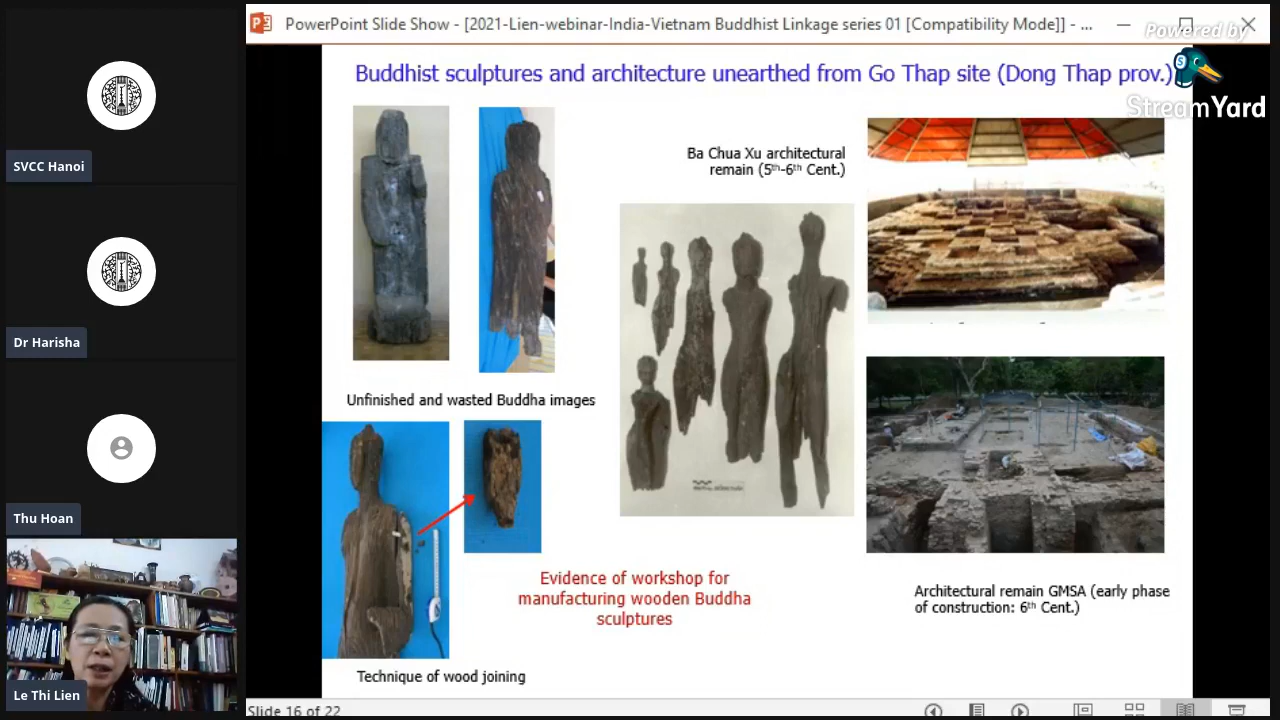 PowerPoint Slide Show - [2021-Lien-webinar-India-Vietnam Buddhist Linkage series 01 [Compatibility Mode]] - ...
Powered by
StreamYard
Buddhist sculptures and architecture unearthed from Go Thap site (Dong Thap prov.)
Ba Chua Xu architectural
remain (5th-6th Cent.)
Unfinished and wasted Buddha images
Evidence of workshop for
manufacturing wooden Buddha
sculptures
Architectural remain GMSA (early phase
of construction: 6th Cent.)
Technique of wood joining
Slide 16 of 22
SVCC Hanoi
Dr Harisha
Thu Hoan
Le Thi Lien